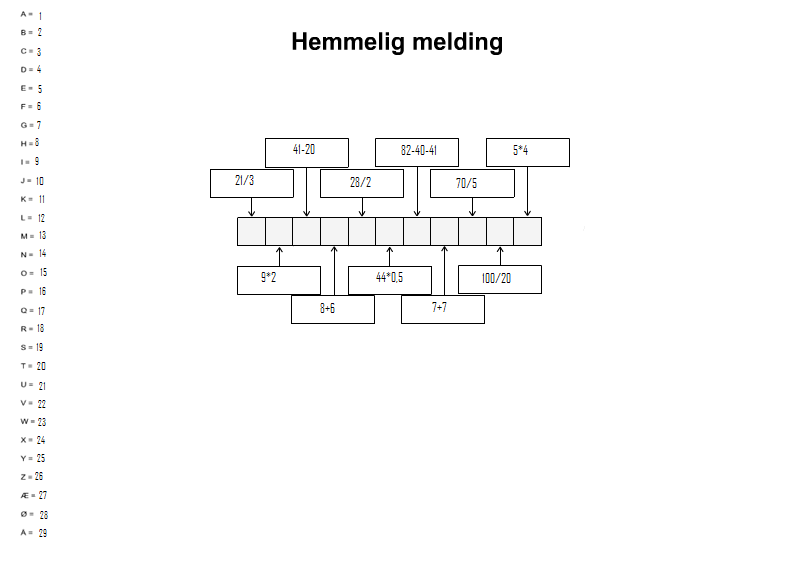 Hemmelig melding
A = 1
B = 2
C = 3
D = 4
E = 5
F = 6
G = 7
H = 8
I = 9
J = 10
K = 11
L = 12
M = 13
N = 14
O = 15
P = 16
Q = 17
R = 18
S = 19
T = 20
U = 21
V = 22
W = 23
X = 24
Y = 25
Z = 26
Æ = 27
Ø = 28
A = 29
41-20
82-40-41
5*4
21/3
28/2
70/5
9*2
44*0,5
100/20
8+6
7+7